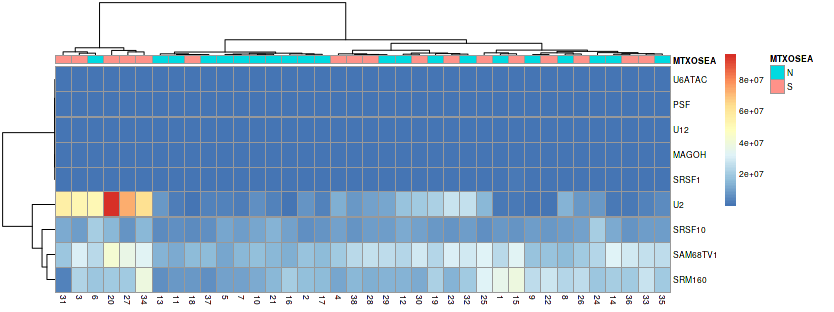 MTXOSEA
U6ATAC
PSF
U12
MAGOH
SRSF1
U2
SRSF10
SAM68TV1
SRM160
31 3 6 20 27 34 13 11 18 37 5 7 10 21 16 2 17 4 38 28 29 12 30 19 23 32 25 1 15 9 22 8 26 24 14 36 33 35
8e+07
6e+07
4e+07
2e+07
MTXOSEA
N
S